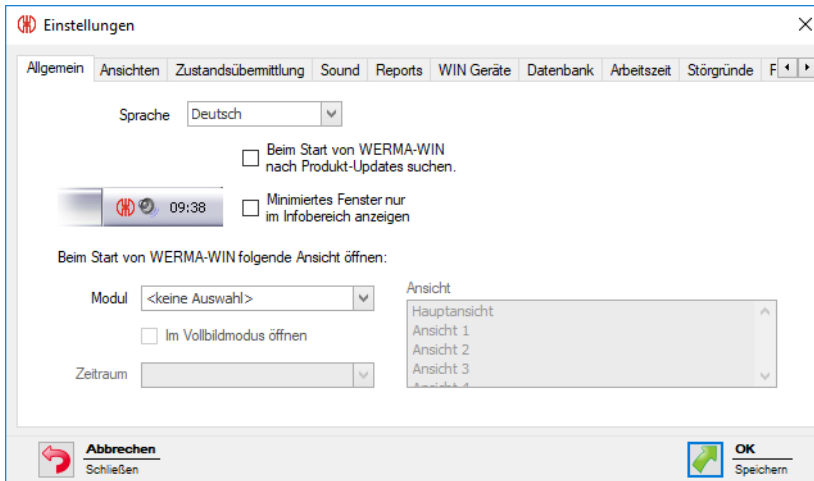 Einstellungen
Allgemein Ansichten Zustandsübermittlung Sound Reports WIN Geräte Datenbank Arbeitszeit Störgründe F
Sprache Deutsch
Beim Start von WERMA-WIN
nach Produkt-Updates suchen.
09:38
Minimiertes Fenster nur
im Infobereich anzeigen
Beim Start von WERMA-WIN folgende Ansicht öffnen:
Modul <keine Auswahl>
Im Vollbildmodus öffnen
Zeitraum
Ansicht
Hauptansicht
Ansicht 1
Ansicht 2
Ansicht 3
Ansicht 4
Abbrechen
Schließen
OK
Speichern